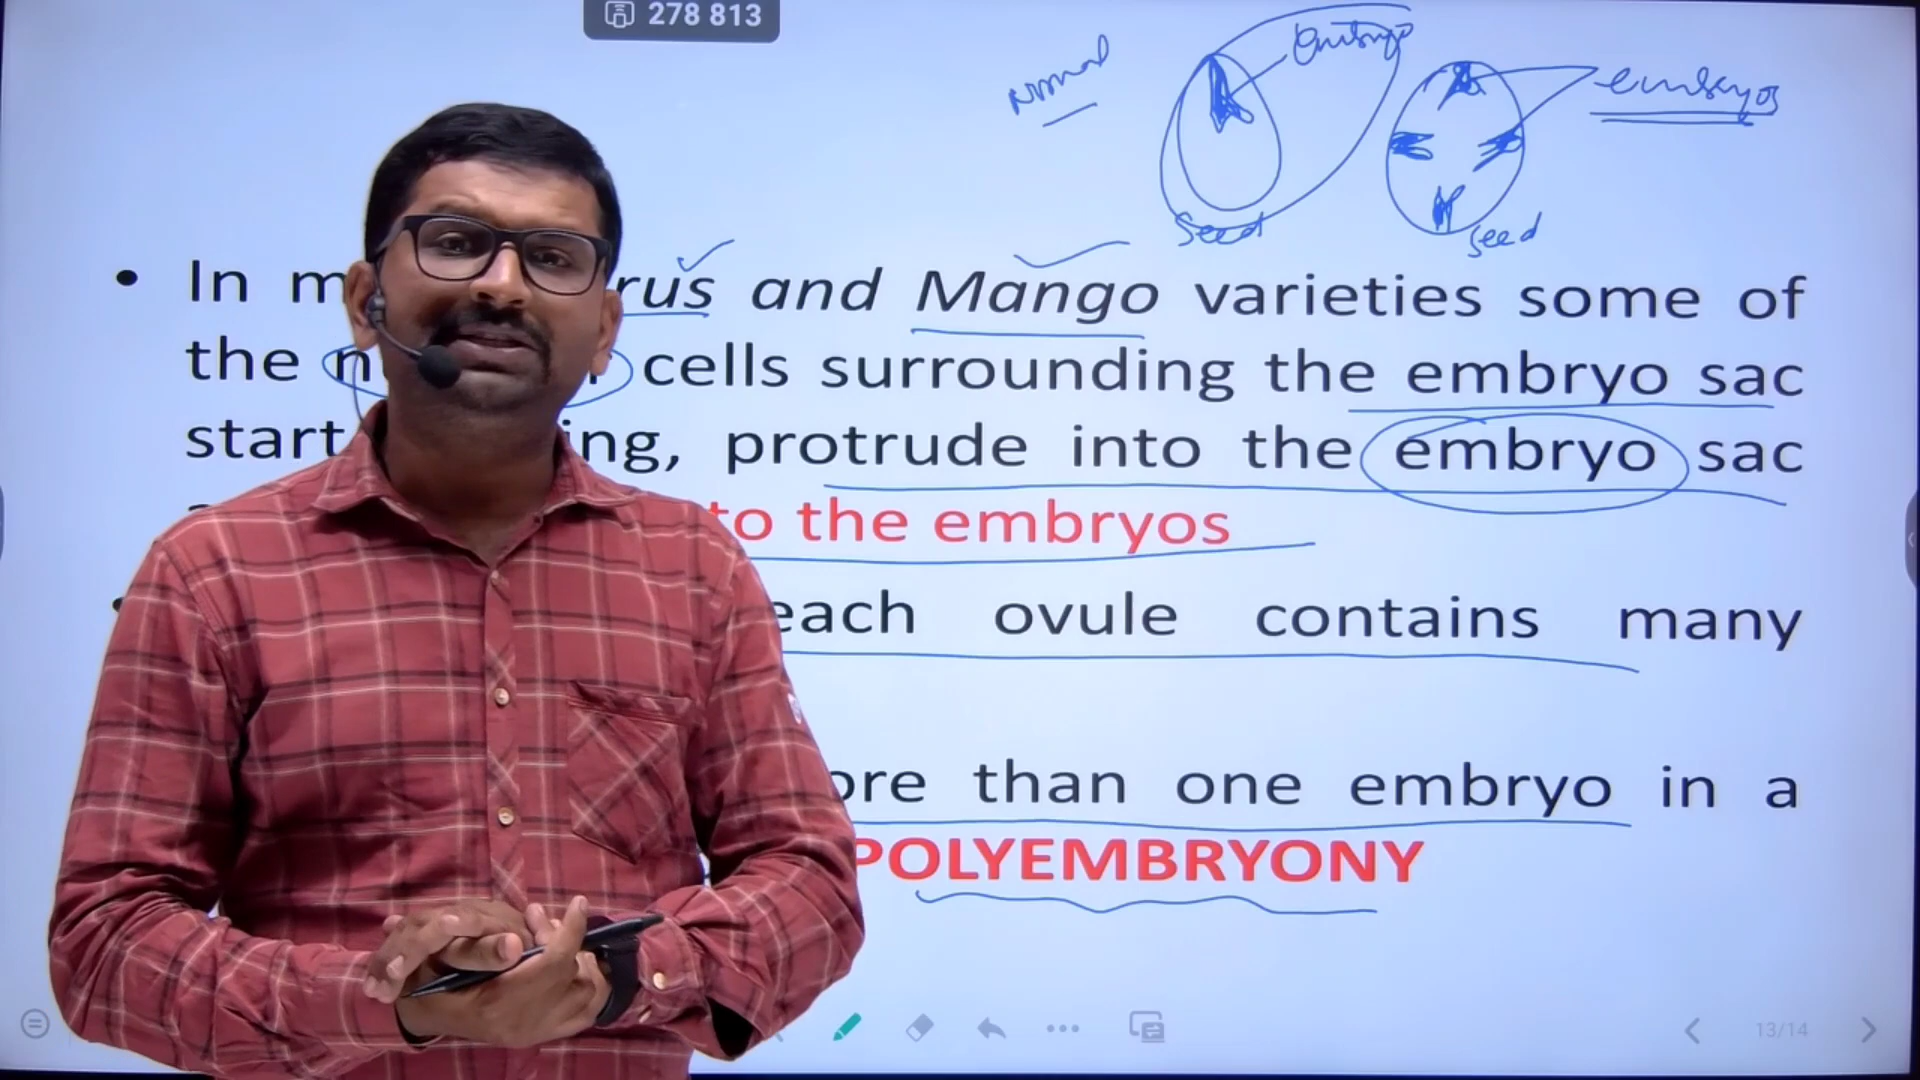 278 813
Normal
Embryo
embryos
Seed
Seed
• In m rus and Mango varieties some of
the n cells surrounding the embryo sac
start ing, protrude into the embryo sac
to the embryos
each ovule contains many
ore than one embryo in a
POLYEMBRYONY
13/14